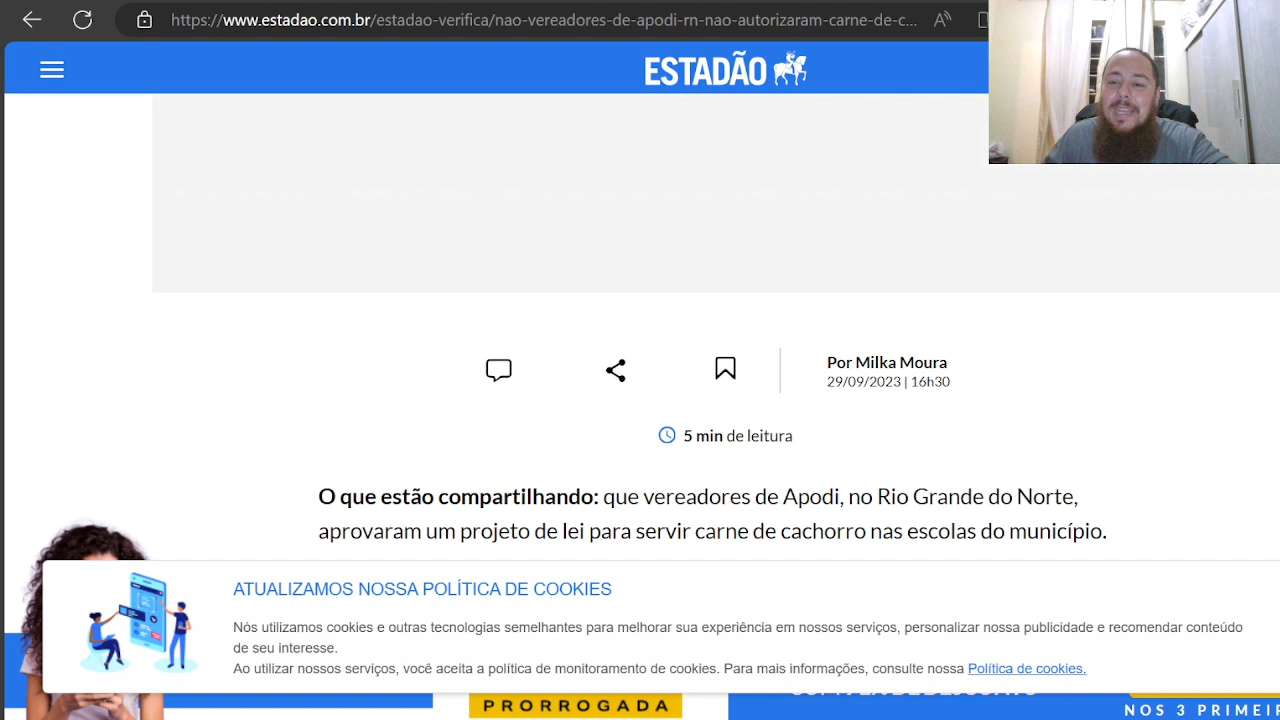 https://www.estadao.com.br/estadao-verifica/nao-vereadores-de-apodi-rn-nao-autorizaram-carne-de-c...
ESTADÃO
Por Milka Moura
29/09/2023 | 16h30
5 min de leitura
O que estão compartilhando: que vereadores de Apodi, no Rio Grande do Norte,
aprovaram um projeto de lei para servir carne de cachorro nas escolas do município.
ATUALIZAMOS NOSSA POLÍTICA DE COOKIES
Nós utilizamos cookies e outras tecnologias semelhantes para melhorar sua experiência em nossos serviços, personalizar nossa publicidade e recomendar conteúdo
de seu interesse.
Ao utilizar nossos serviços, você aceita a política de monitoramento de cookies. Para mais informações, consulte nossa Política de cookies.
PRORROGADA
NOS 3 PRIMEI